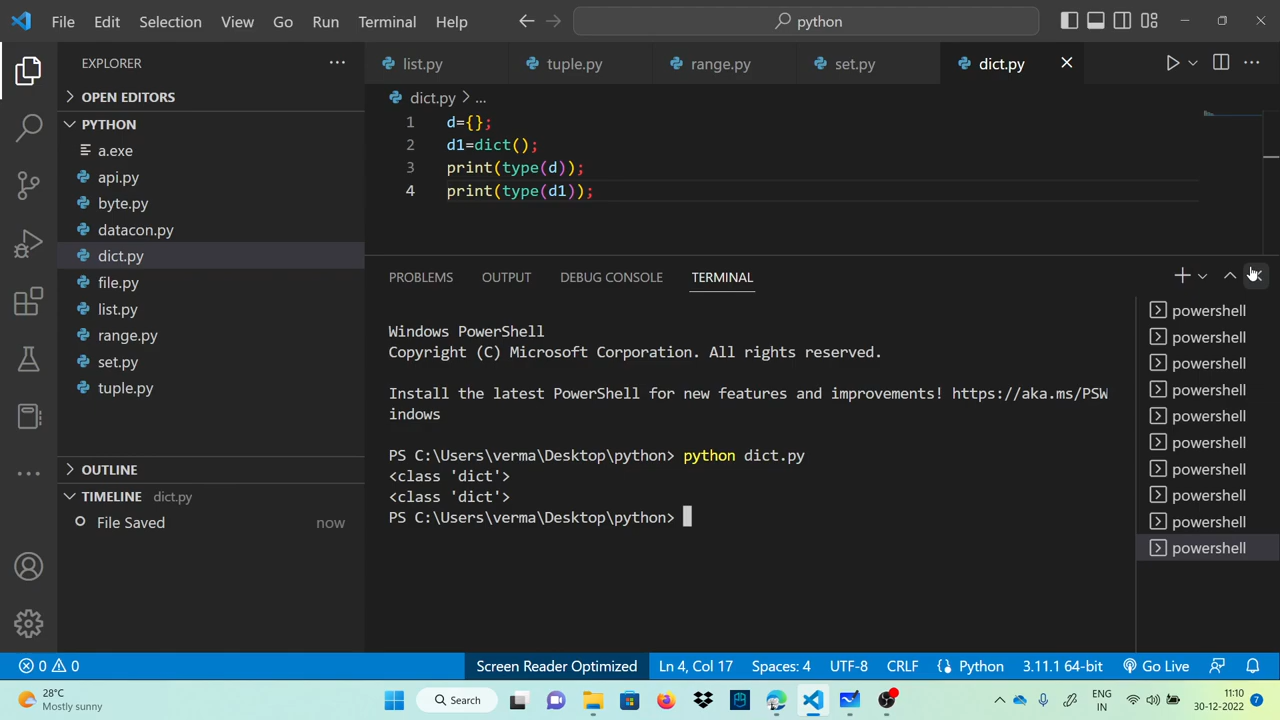 File Edit Selection View Go Run Terminal Help python
EXPLORER
OPEN EDITORS
PYTHON
a.exe
api.py
byte.py
datacon.py
dict.py
file.py
list.py
range.py
set.py
tuple.py
OUTLINE
TIMELINE dict.py
File Saved now
list.py tuple.py range.py set.py dict.py
dict.py > ...
1 d={};
2 d1=dict();
3 print(type(d));
4 print(type(d1));
PROBLEMS OUTPUT DEBUG CONSOLE TERMINAL
Windows PowerShell
Copyright (C) Microsoft Corporation. All rights reserved.
Install the latest PowerShell for new features and improvements! https://aka.ms/PSW
indows
PS C:\Users\verma\Desktop\python> python dict.py
<class 'dict'>
<class 'dict'>
PS C:\Users\verma\Desktop\python>
powershell
powershell
powershell
powershell
powershell
powershell
powershell
powershell
powershell
powershell
0 0 Screen Reader Optimized Ln 4, Col 17 Spaces: 4 UTF-8 CRLF Python 3.11.1 64-bit Go Live
28°C
Mostly sunny
Search
ENG
IN
11:10
30-12-2022
7